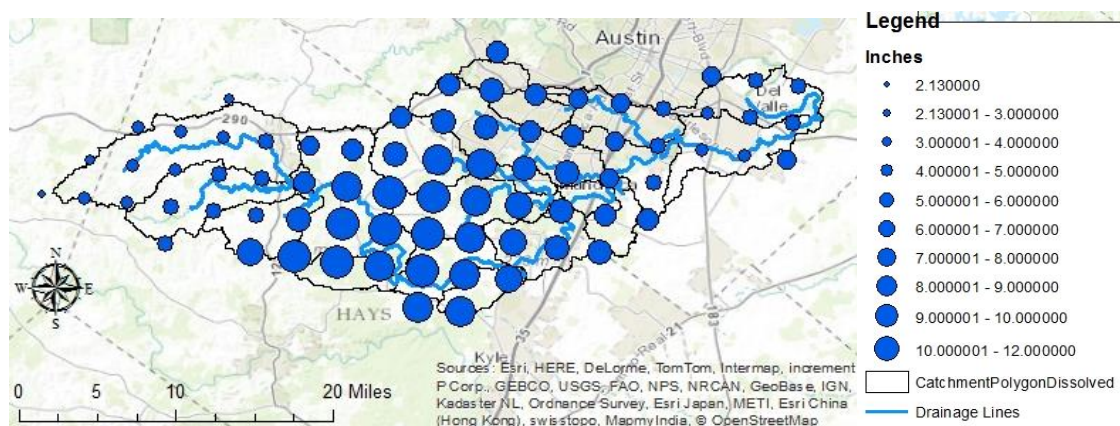 Austin
Del
Valle
290
N
W E
S
HAYS
35
183
Kyle
0 5 10 20 Miles
Sources: Esri, HERE, DeLorme, TomTom, Intermap, increment
P Corp., GEBCO, USGS, FAO, NPS, NRCAN, GeoBase, IGN,
Kadaster NL, Ordnance Survey, Esri Japan, METI, Esri China
(Hong Kong), swisstopo, MapmyIndia, © OpenStreetMap
Legend
Inches
2.130000
2.130001 - 3.000000
3.000001 - 4.000000
4.000001 - 5.000000
5.000001 - 6.000000
6.000001 - 7.000000
7.000001 - 8.000000
8.000001 - 9.000000
9.000001 - 10.000000
10.000001 - 12.000000
CatchmentPolygonDissolved
Drainage Lines